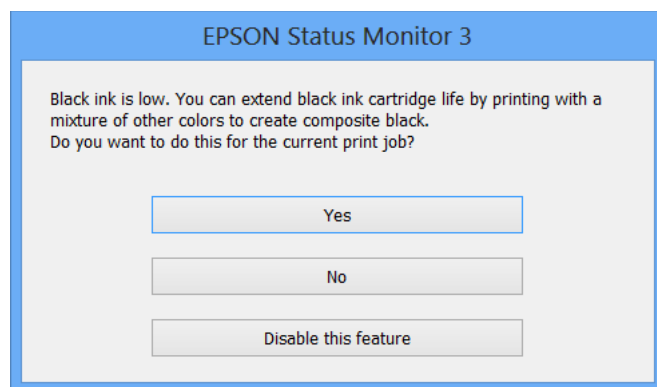 EPSON Status Monitor 3
Black ink is low. You can extend black ink cartridge life by printing with a
mixture of other colors to create composite black.
Do you want to do this for the current print job?
Yes
No
Disable this feature